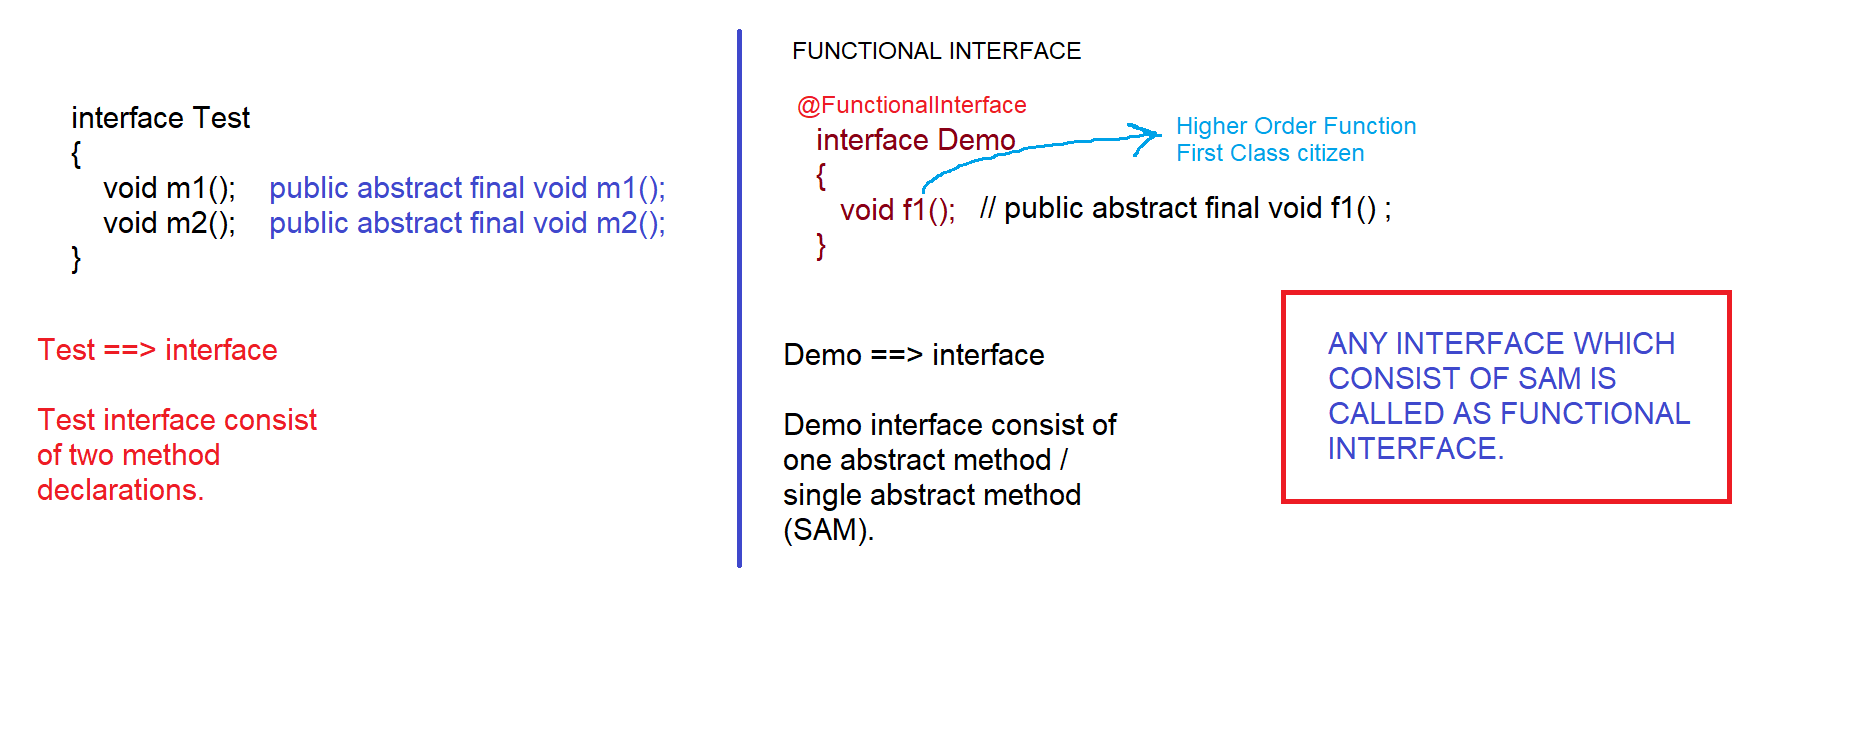 interface Test
{
void m1(); public abstract final void m1();
void m2(); public abstract final void m2();
}
Test ==> interface
Test interface consist
of two method
declarations.
FUNCTIONAL INTERFACE
@FunctionalInterface
interface Demo
{
void f1(); // public abstract final void f1() ;
}
Higher Order Function
First Class citizen
Demo ==> interface
Demo interface consist of
one abstract method /
single abstract method
(SAM).
ANY INTERFACE WHICH
CONSIST OF SAM IS
CALLED AS FUNCTIONAL
INTERFACE.